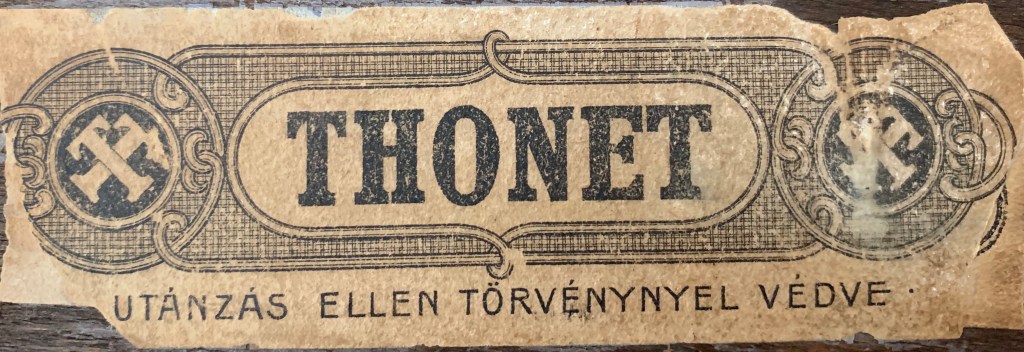 THONET
UTÁNZÁS ELLEN TÖRVÉNYNYEL VÉDVE.